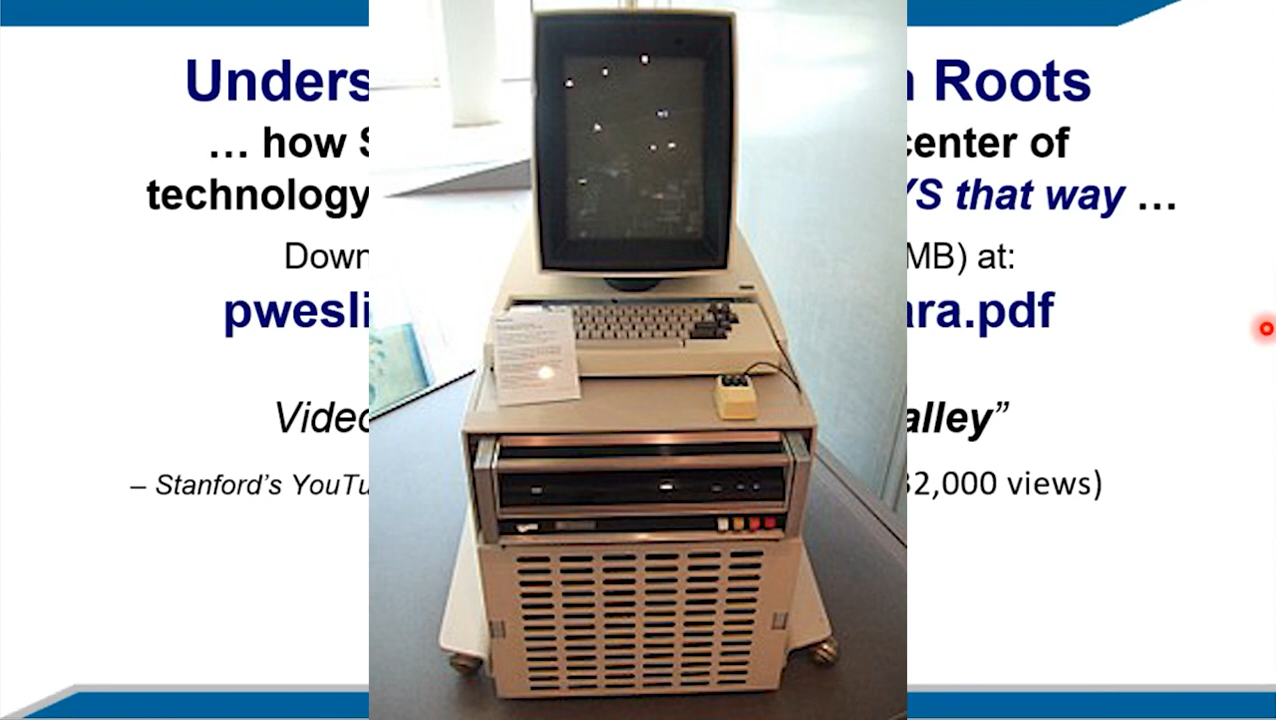 Unders n Roots
… how S center of
technology YS that way …
Down MB) at:
pwesli ara.pdf
Video alley”
– Stanford’s YouTu 32,000 views)